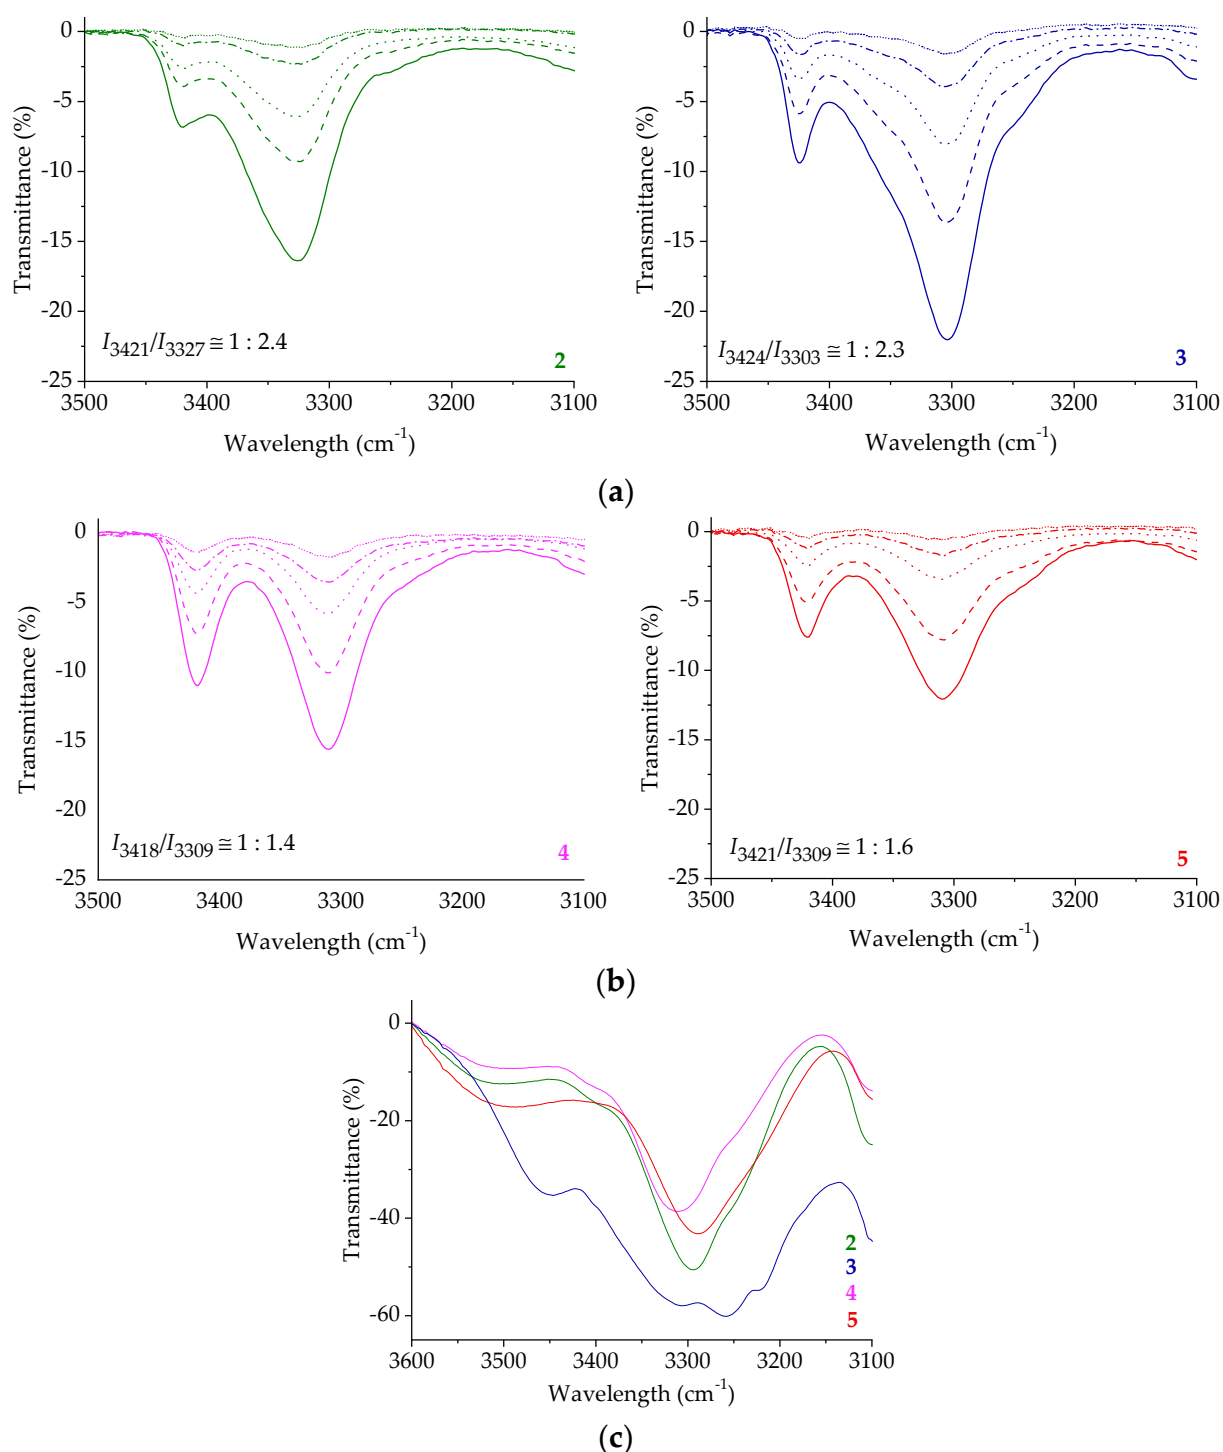 0
-5
-10
-15
-20
-25
Transmittance (%)
I3421/I3327 ≅ 1 : 2.4
2
3500 3400 3300 3200 3100
Wavelength (cm-1)
0
-5
-10
-15
-20
-25
Transmittance (%)
I3424/I3303 ≅ 1 : 2.3
3
3500 3400 3300 3200 3100
Wavelength (cm-1)
(a)
0
-5
-10
-15
-20
-25
Transmittance (%)
I3418/I3309 ≅ 1 : 1.4
4
3500 3400 3300 3200 3100
Wavelength (cm-1)
0
-5
-10
-15
-20
-25
Transmittance (%)
I3421/I3309 ≅ 1 : 1.6
5
3500 3400 3300 3200 3100
Wavelength (cm-1)
(b)
0
-20
-40
-60
Transmittance (%)
2
3
4
5
3600 3500 3400 3300 3200 3100
Wavelength (cm-1)
(c)